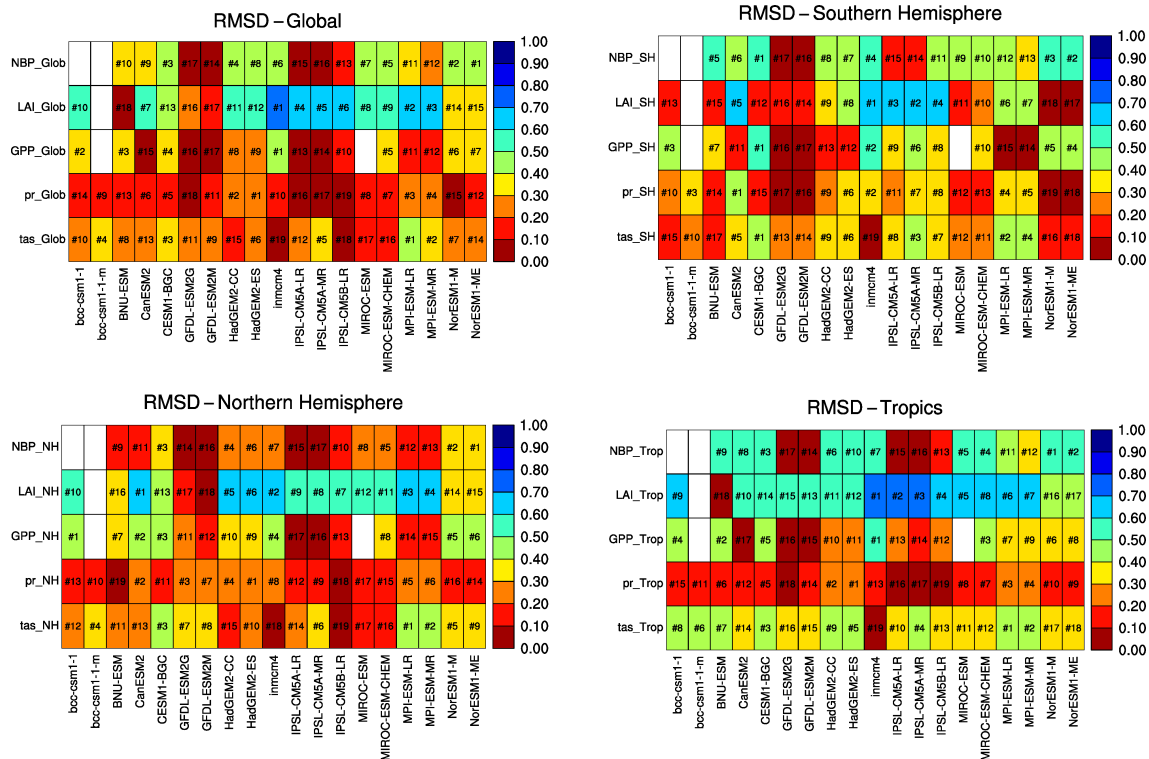 RMSD – Global
NBP_Glob #10 #9 #3 #17 #14 #4 #8 #6 #15 #16 #13 #7 #5 #11 #12 #2 #1
LAI_Glob #10 #18 #7 #13 #16 #17 #11 #12 #1 #4 #5 #6 #8 #9 #2 #3 #14 #15
GPP_Glob #2 #3 #15 #4 #16 #17 #8 #9 #1 #13 #14 #10 #5 #11 #12 #6 #7
pr_Glob #14 #9 #13 #6 #5 #18 #11 #2 #1 #10 #16 #17 #19 #8 #7 #3 #4 #15 #12
tas_Glob #10 #4 #8 #13 #3 #11 #9 #15 #6 #19 #12 #5 #18 #17 #16 #1 #2 #7 #14
bcc-csm1-1
bcc-csm1-1-m
BNU-ESM
CanESM2
CESM1-BGC
GFDL-ESM2G
GFDL-ESM2M
HadGEM2-CC
HadGEM2-ES
inmcm4
IPSL-CM5A-LR
IPSL-CM5A-MR
IPSL-CM5B-LR
MIROC-ESM
MIROC-ESM-CHEM
MPI-ESM-LR
MPI-ESM-MR
NorESM1-M
NorESM1-ME
1.00
0.90
0.80
0.70
0.60
0.50
0.40
0.30
0.20
0.10
0.00
RMSD – Southern Hemisphere
NBP_SH #5 #6 #1 #17 #16 #8 #7 #4 #15 #14 #11 #9 #10 #12 #13 #3 #2
LAI_SH #13 #15 #5 #12 #16 #14 #9 #8 #1 #3 #2 #4 #11 #10 #6 #7 #18 #17
GPP_SH #3 #7 #11 #1 #16 #17 #13 #12 #2 #9 #6 #8 #10 #15 #14 #5 #4
pr_SH #10 #3 #14 #1 #15 #17 #16 #9 #6 #2 #11 #7 #8 #12 #13 #4 #5 #19 #18
tas_SH #15 #10 #17 #5 #1 #13 #14 #9 #6 #19 #8 #3 #7 #12 #11 #2 #4 #16 #18
bcc-csm1-1
bcc-csm1-1-m
BNU-ESM
CanESM2
CESM1-BGC
GFDL-ESM2G
GFDL-ESM2M
HadGEM2-CC
HadGEM2-ES
inmcm4
IPSL-CM5A-LR
IPSL-CM5A-MR
IPSL-CM5B-LR
MIROC-ESM
MIROC-ESM-CHEM
MPI-ESM-LR
MPI-ESM-MR
NorESM1-M
NorESM1-ME
1.00
0.90
0.80
0.70
0.60
0.50
0.40
0.30
0.20
0.10
0.00
RMSD – Northern Hemisphere
NBP_NH #9 #11 #3 #14 #16 #4 #6 #7 #15 #17 #10 #8 #5 #12 #13 #2 #1
LAI_NH #10 #16 #1 #13 #17 #18 #5 #6 #2 #9 #8 #7 #12 #11 #3 #4 #14 #15
GPP_NH #1 #7 #2 #3 #11 #12 #10 #9 #4 #17 #16 #13 #8 #14 #15 #5 #6
pr_NH #13 #10 #19 #2 #11 #3 #7 #4 #1 #8 #12 #9 #18 #17 #15 #5 #6 #16 #14
tas_NH #12 #4 #11 #13 #3 #7 #8 #15 #10 #18 #14 #6 #19 #17 #16 #1 #2 #5 #9
bcc-csm1-1
bcc-csm1-1-m
BNU-ESM
CanESM2
CESM1-BGC
GFDL-ESM2G
GFDL-ESM2M
HadGEM2-CC
HadGEM2-ES
inmcm4
IPSL-CM5A-LR
IPSL-CM5A-MR
IPSL-CM5B-LR
MIROC-ESM
MIROC-ESM-CHEM
MPI-ESM-LR
MPI-ESM-MR
NorESM1-M
NorESM1-ME
1.00
0.90
0.80
0.70
0.60
0.50
0.40
0.30
0.20
0.10
0.00
RMSD – Tropics
NBP_Trop #9 #8 #3 #17 #14 #6 #10 #7 #15 #16 #13 #5 #4 #11 #12 #1 #2
LAI_Trop #9 #18 #10 #14 #15 #13 #11 #12 #1 #2 #3 #4 #5 #8 #6 #7 #16 #17
GPP_Trop #4 #2 #17 #5 #16 #15 #10 #11 #1 #13 #14 #12 #3 #7 #9 #6 #8
pr_Trop #15 #11 #6 #12 #5 #18 #14 #2 #1 #13 #16 #17 #19 #8 #7 #3 #4 #10 #9
tas_Trop #8 #6 #7 #14 #3 #16 #15 #9 #5 #19 #10 #4 #13 #11 #12 #1 #2 #17 #18
bcc-csm1-1
bcc-csm1-1-m
BNU-ESM
CanESM2
CESM1-BGC
GFDL-ESM2G
GFDL-ESM2M
HadGEM2-CC
HadGEM2-ES
inmcm4
IPSL-CM5A-LR
IPSL-CM5A-MR
IPSL-CM5B-LR
MIROC-ESM
MIROC-ESM-CHEM
MPI-ESM-LR
MPI-ESM-MR
NorESM1-M
NorESM1-ME
1.00
0.90
0.80
0.70
0.60
0.50
0.40
0.30
0.20
0.10
0.00